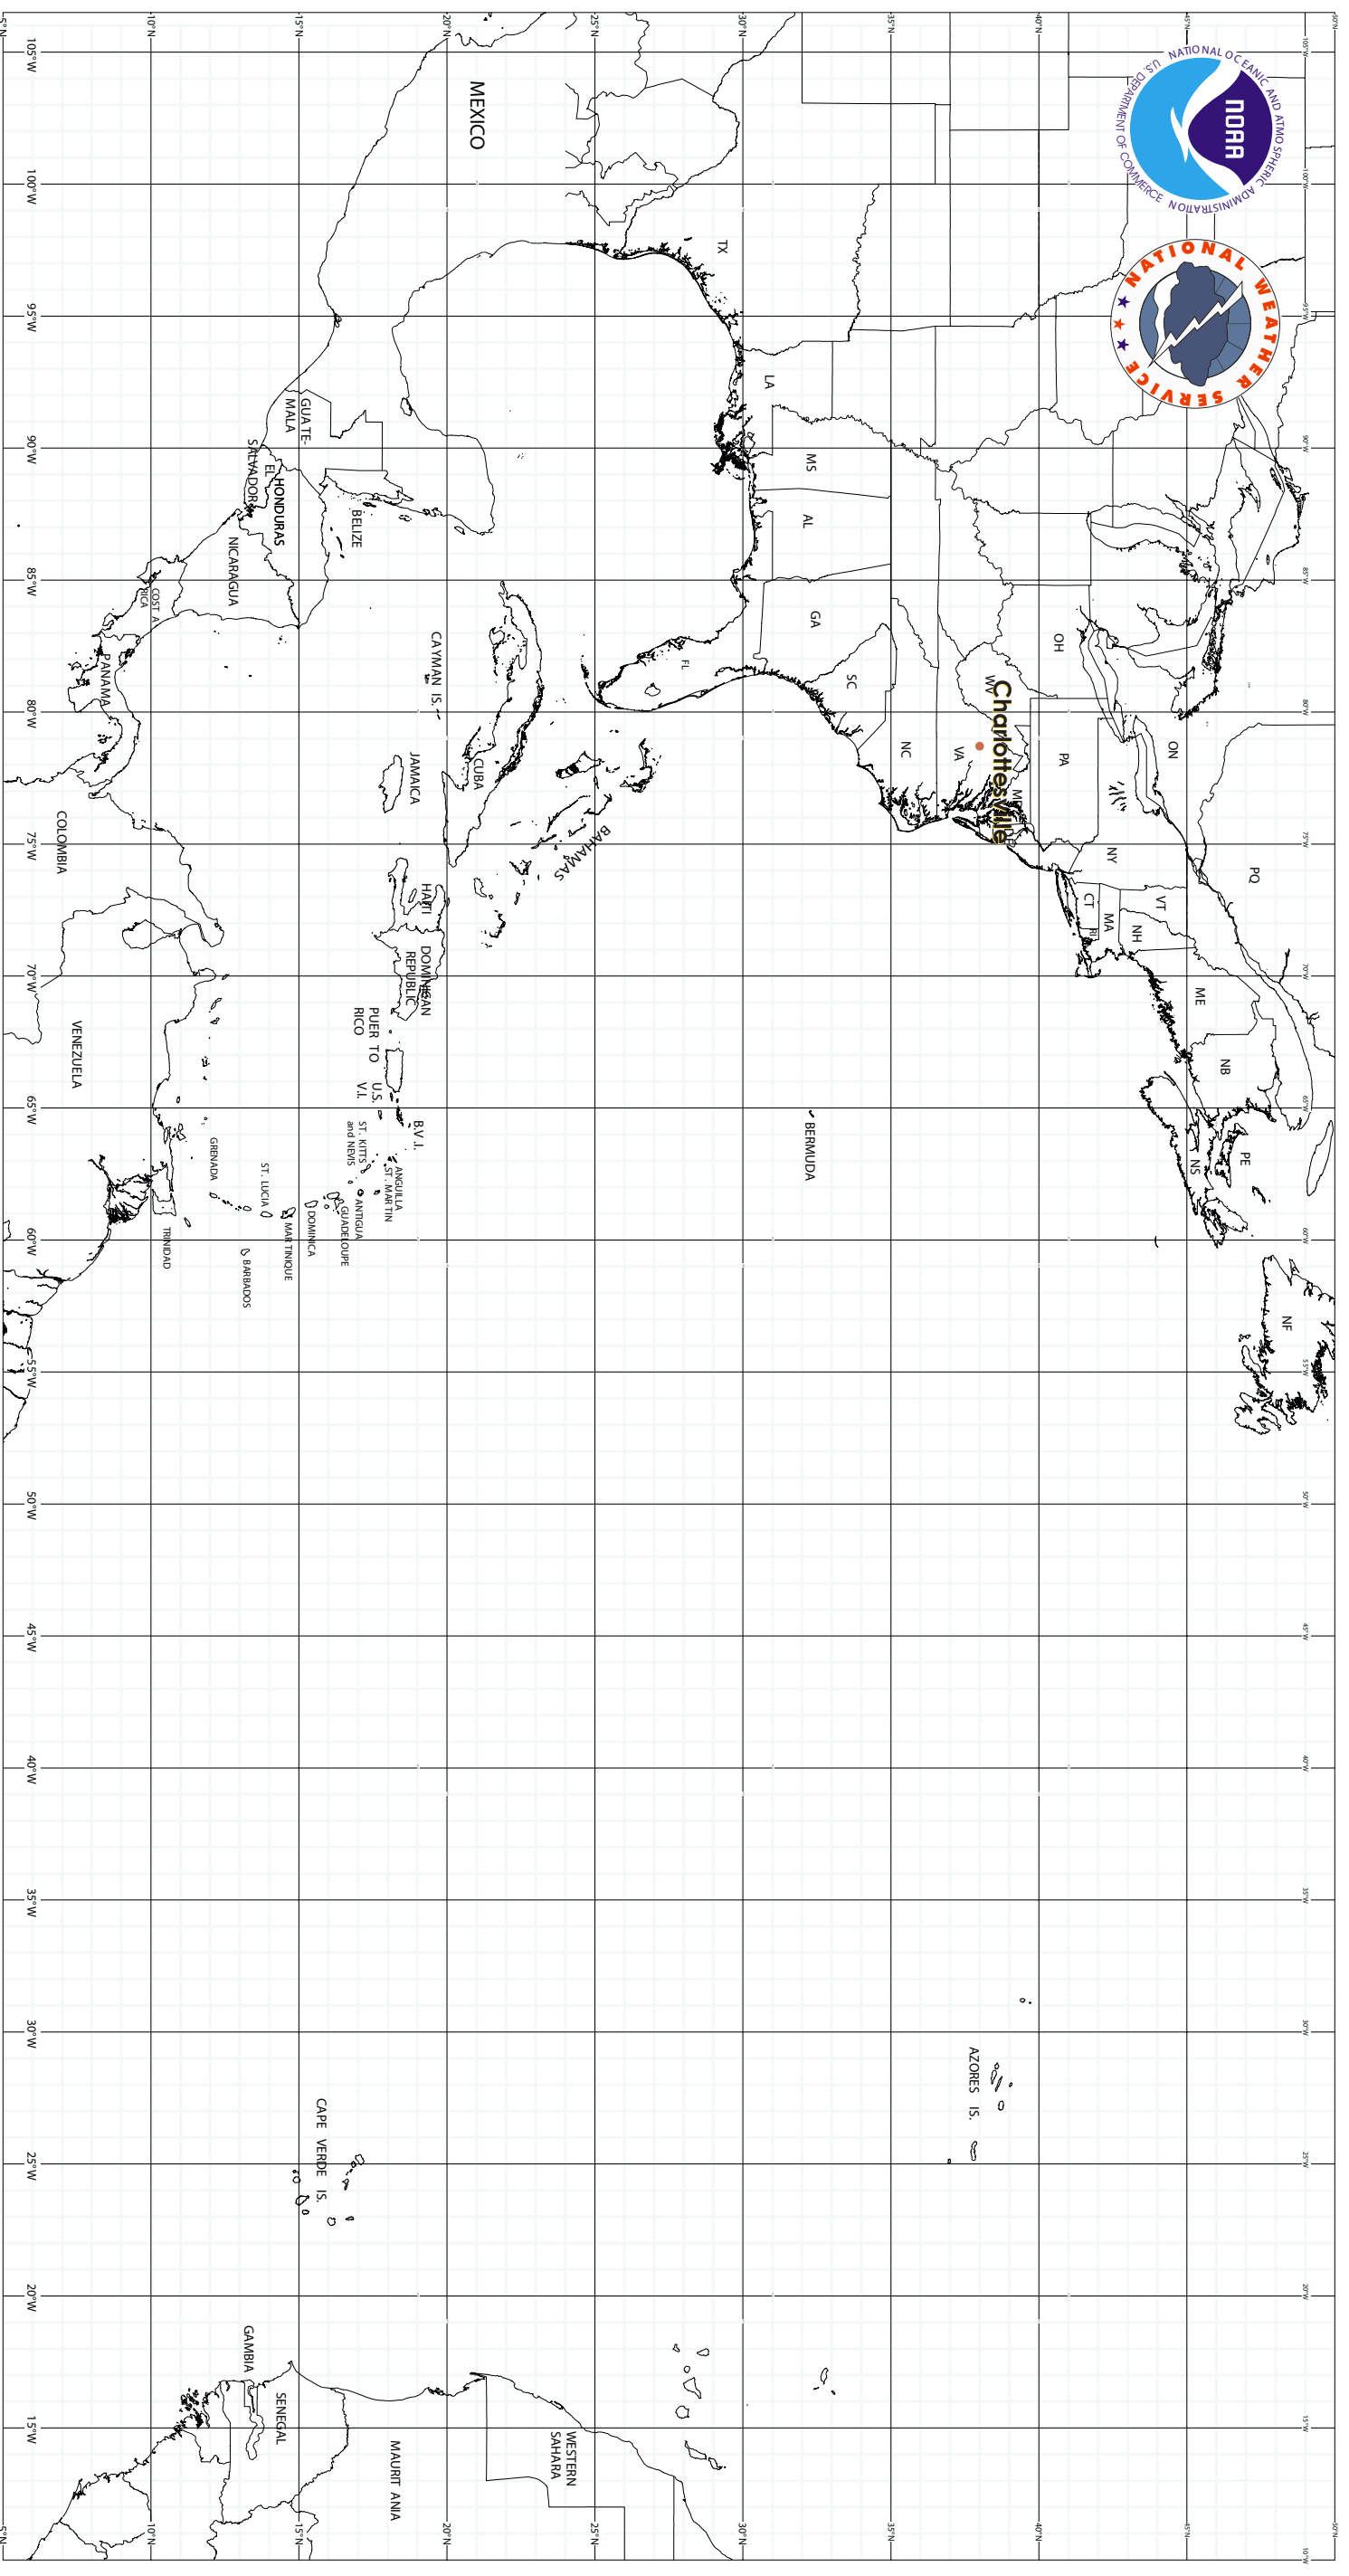 105°W
100°W
95°W
90°W
85°W
80°W
75°W
70°W
65°W
60°W
55°W
50°W
45°W
40°W
35°W
30°W
25°W
20°W
15°W
10°W
50°N
45°N
40°N
35°N
30°N
25°N
20°N
15°N
10°N
5°N
NATIONAL OCEANIC AND ATMOSPHERIC ADMINISTRATION
U.S. DEPARTMENT OF COMMERCE
NOAA
NATIONAL WEATHER SERVICE
ON
PQ
NB
PE
NS
NF
ME
VT
NH
NY
MA
CT
RI
PA
OH
WV
Charlottesville
VA
NC
SC
GA
AL
MS
LA
TX
FL
BERMUDA
AZORES IS.
MEXICO
BAHAMAS
CUBA
CAYMAN IS.
JAMAICA
HAITI
DOMINICAN
REPUBLIC
PUERTO
RICO
U.S.
V.I.
B.V.I.
ANGUILLA
ST. MARTIN
ST. KITTS
and NEVIS
ANTIGUA
GUADELOUPE
DOMINICA
MARTINIQUE
ST. LUCIA
BARBADOS
GRENADA
TRINIDAD
BELIZE
GUATE-
MALA
HONDURAS
EL
SALVADOR
NICARAGUA
COSTA
RICA
PANAMA
COLOMBIA
VENEZUELA
CAPE VERDE IS.
WESTERN
SAHARA
MAURITANIA
SENEGAL
GAMBIA